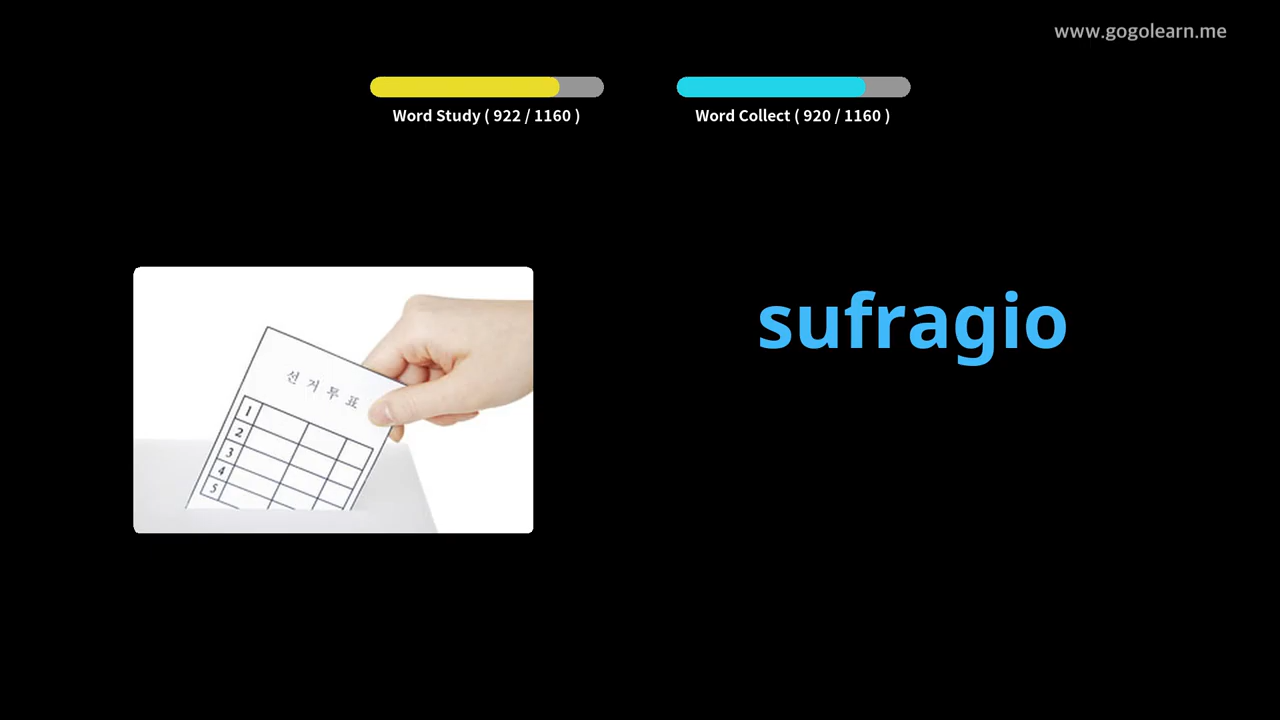 www.gogolearn.me
Word Study ( 922 / 1160 )
Word Collect ( 920 / 1160 )
선거투표
1
2
3
4
5
sufragio